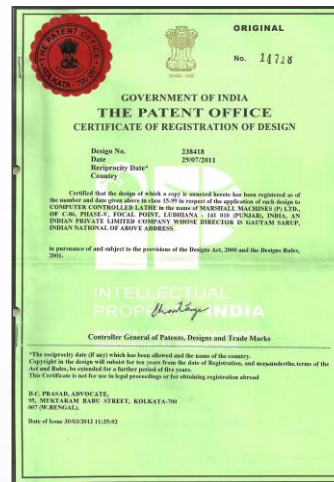 THE PATENT OFFICE
ORIGINAL
No. 14718
GOVERNMENT OF INDIA
THE PATENT OFFICE
CERTIFICATE OF REGISTRATION OF DESIGN
Design No. 238418
Date 29/07/2011
Reciprocity Date*
Country
Certified that the design of which a copy is annexed hereto has been registered as of
the number and date given above in class 15-99 in respect of the application of such design to
COMPUTER CONTROLLED LATHE in the name of MARSHALL MACHINES (P) LTD.,
OF C-86, PHASE-V, FOCAL POINT, LUDHIANA - 141 010 (PUNJAB), INDIA, AN
INDIAN PRIVATE LIMITED COMPANY WHOSE DIRECTOR IS GAUTAM SARUP,
INDIAN NATIONAL OF ABOVE ADDRESS
in pursuance of and subject to the provisions of the Designs Act, 2000 and the Designs Rules,
2001.
INTELLECTUAL
PROPERTY INDIA
Controller General of Patents, Designs and Trade Marks
*The reciprocity date (if any) which has been allowed and the name of the country.
Copyright in the design will subsist for ten years from the date of Registration, and may, under the, terms of the
Act and Rules, be extended for a further period of five years.
This Certificate is not for use in legal proceedings or for obtaining registration abroad
D.C. PRASAD, ADVOCATE,
95, MUKTARAM BABU STREET, KOLKATA-700
007 (W.BENGAL).
Date of Issue 30/03/2012 11:25:02